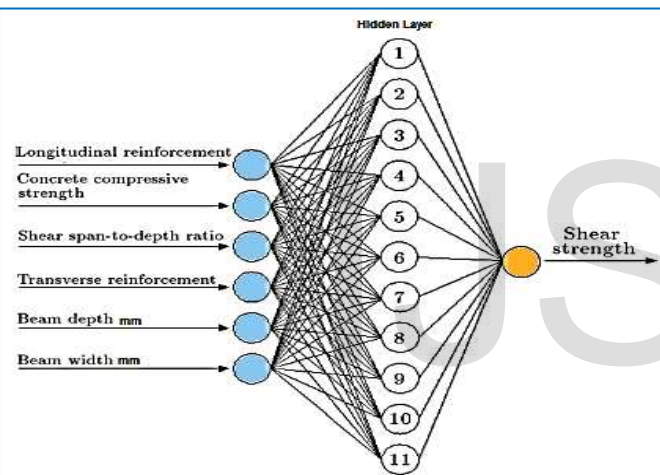 Hidden Layer
1
2
3
4
5
6
7
8
9
10
11
Longitudinal reinforcement
Concrete compressive
strength
Shear span-to-depth ratio
Transverse reinforcement
Beam depth mm
Beam width mm
Shear
strength
US